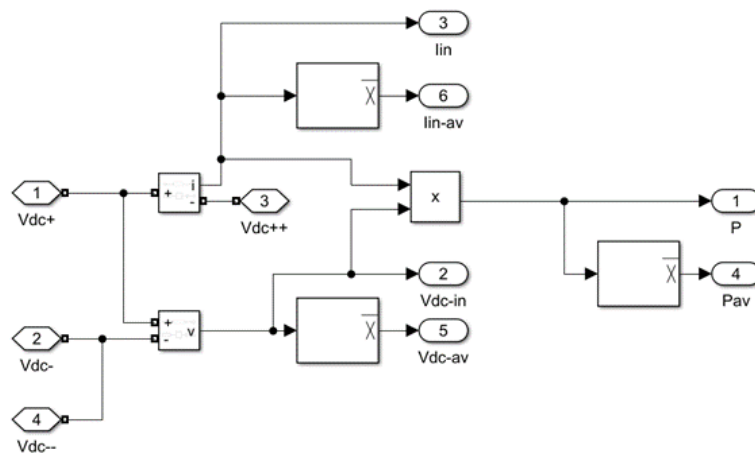 3
Iin
X
6
Iin-av
1
Vdc+
i
+
-
3
Vdc++
x
1
P
2
Vdc-in
X
4
Pav
+
-
v
X
5
Vdc-av
2
Vdc-
4
Vdc--